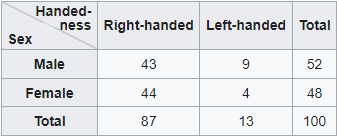 Handed-
ness
Sex
Right-handed Left-handed Total
Male 43 9 52
Female 44 4 48
Total 87 13 100